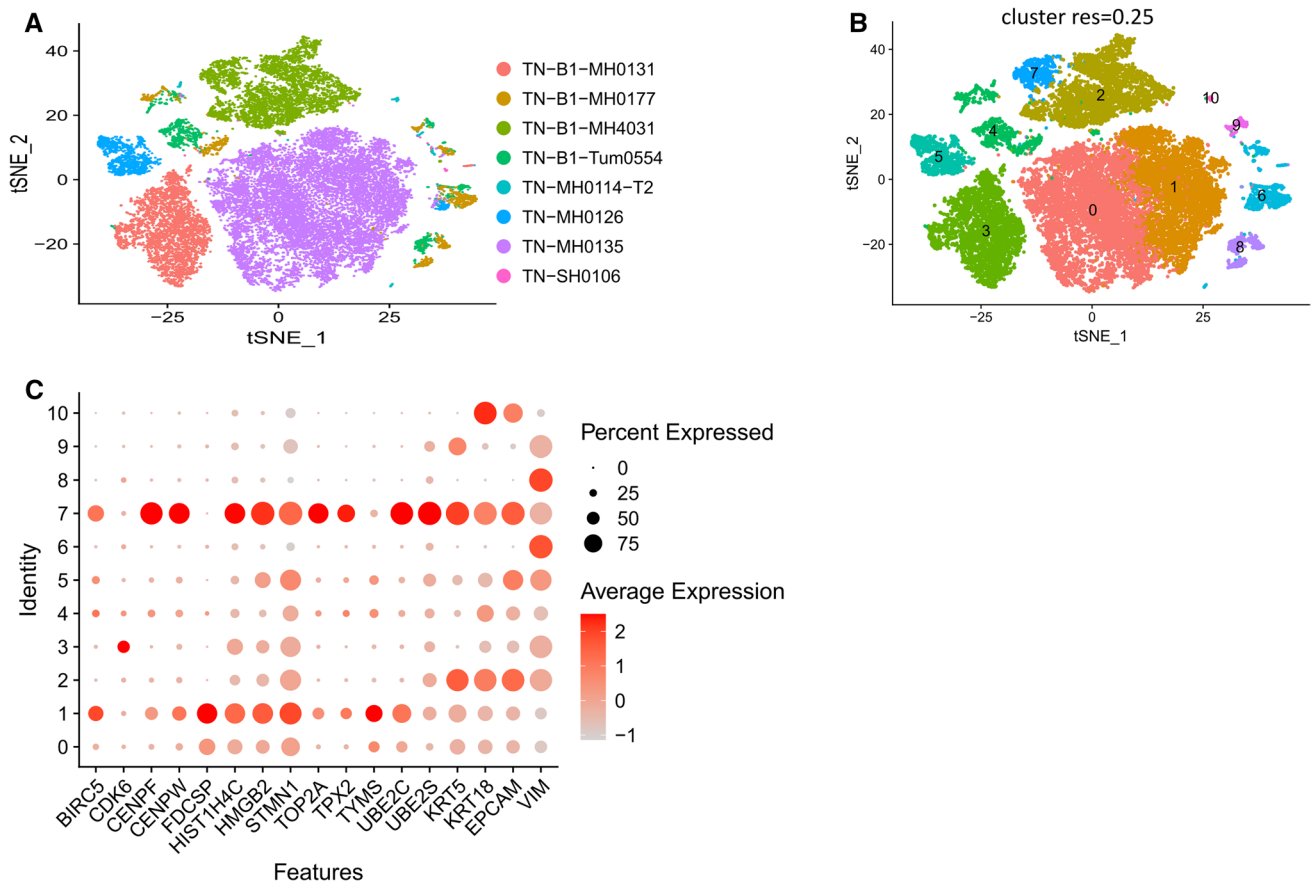 A
tSNE_2
40
20
0
−20
−25
0
25
tSNE_1
TN−B1−MH0131
TN−B1−MH0177
TN−B1−MH4031
TN−B1−Tum0554
TN−MH0114−T2
TN−MH0126
TN−MH0135
TN−SH0106
B
cluster res=0.25
tSNE_2
40
20
0
−20
−25
0
25
tSNE_1
7
2
10
9
4
5
1
6
0
3
8
C
Identity
10
9
8
7
6
5
4
3
2
1
0
BIRC5
CDK6
CENPF
CENPW
FDCSP
HIST1H4C
HMGB2
STMN1
TOP2A
TPX2
TYMS
UBE2C
UBE2S
KRT5
KRT18
EPCAM
VIM
Features
Percent Expressed
0
25
50
75
Average Expression
2
1
0
−1